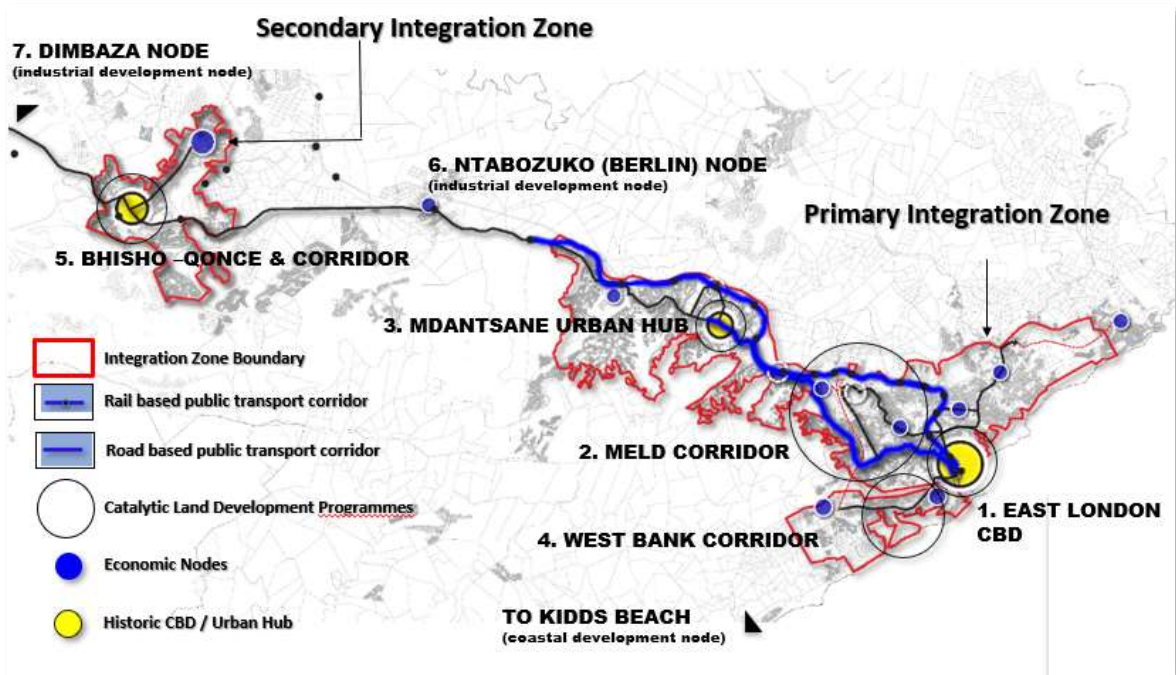 Secondary Integration Zone
7. DIMBAZA NODE
(industrial development node)
6. NTABOZUKO (BERLIN) NODE
(industrial development node)
Primary Integration Zone
5. BHISHO –QONCE & CORRIDOR
3. MDANTSANE URBAN HUB
Integration Zone Boundary
Rail based public transport corridor
Road based public transport corridor
Catalytic Land Development Programmes
Economic Nodes
Historic CBD / Urban Hub
2. MELD CORRIDOR
1. EAST LONDON
CBD
4. WEST BANK CORRIDOR
TO KIDDS BEACH
(coastal development node)